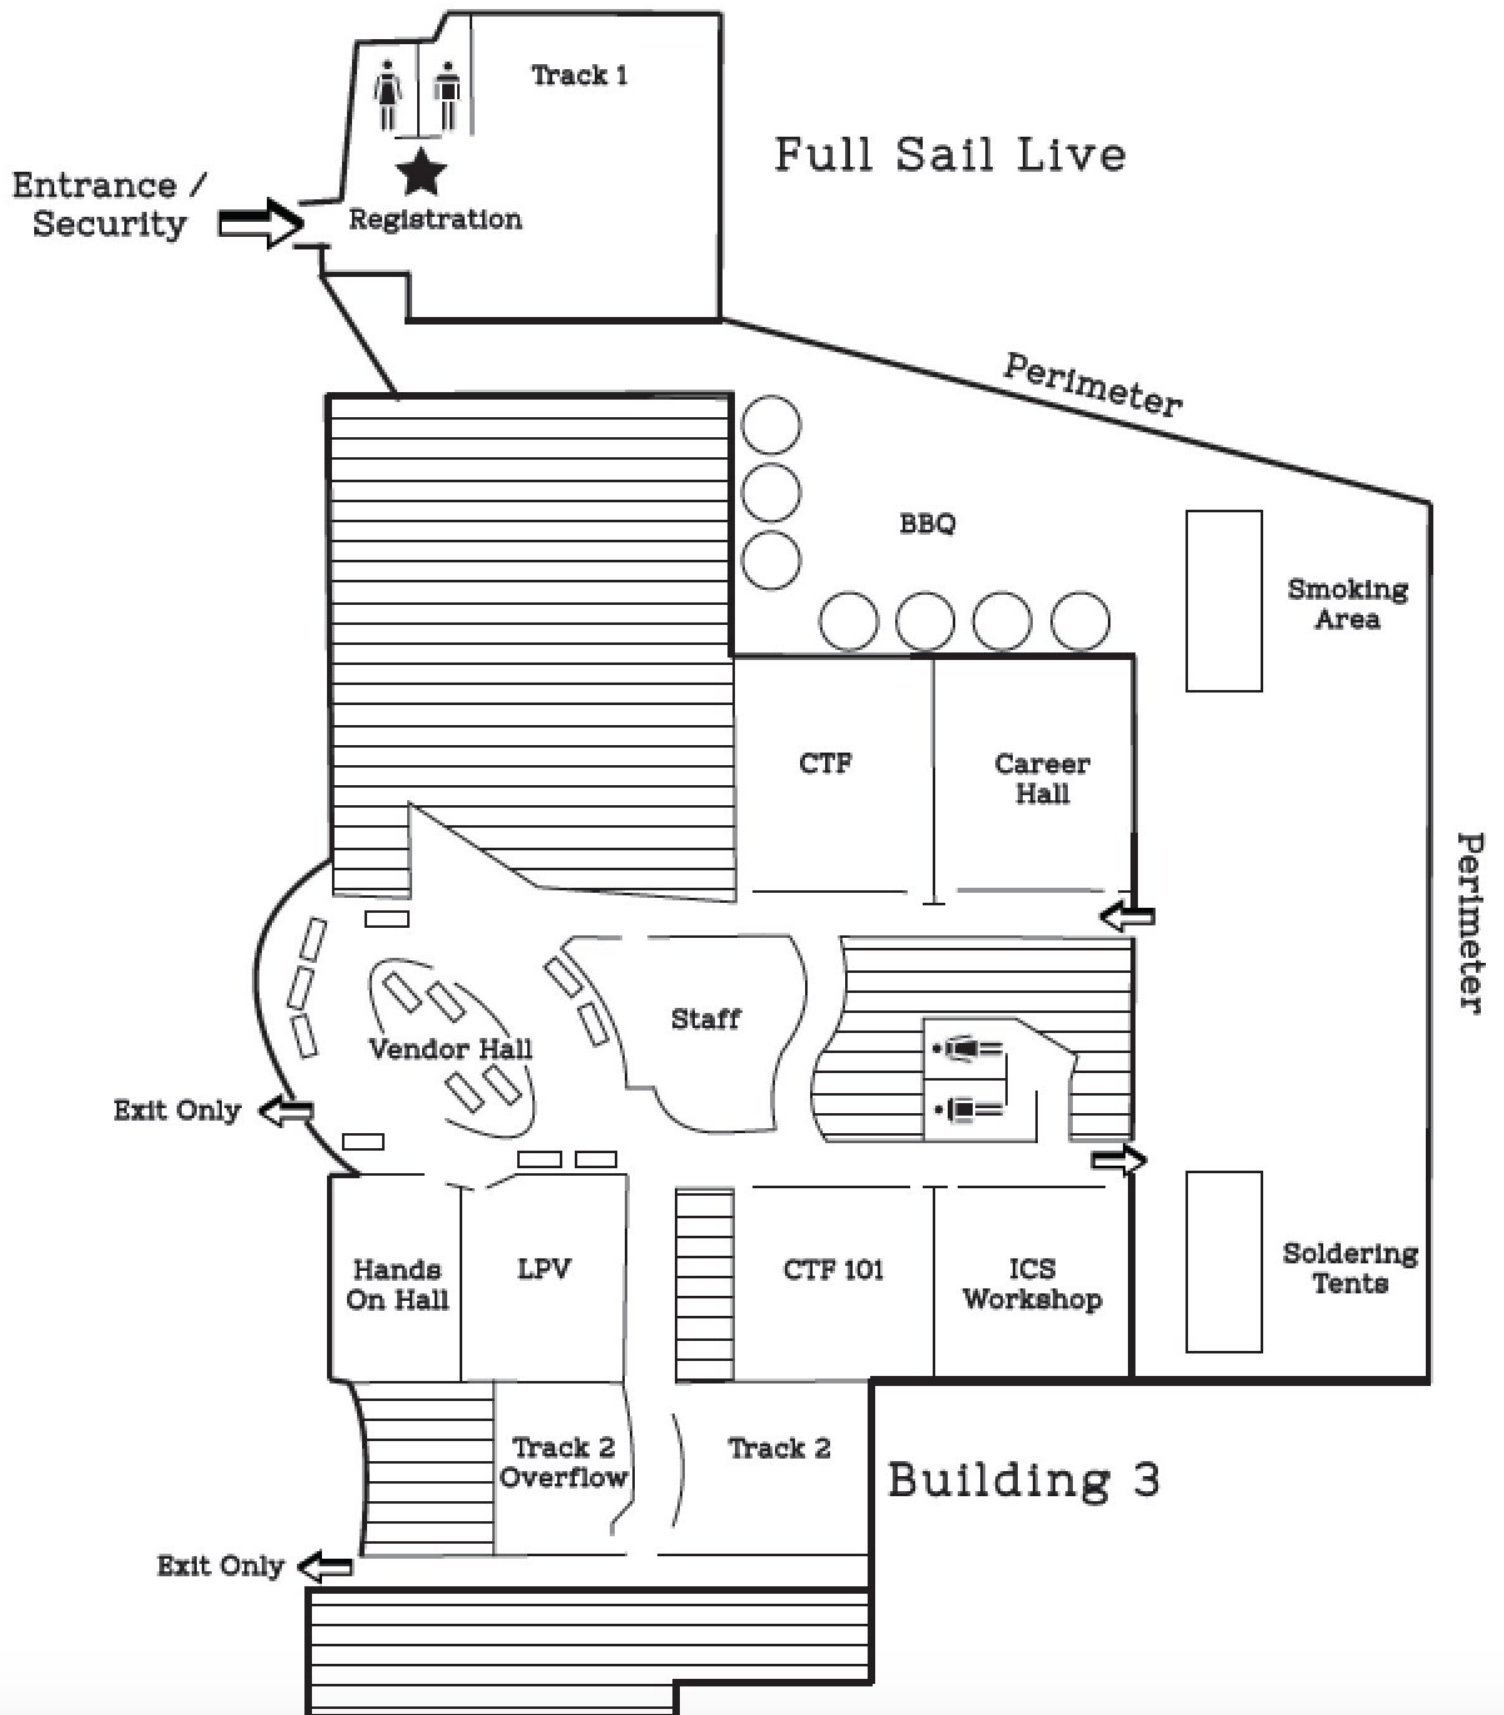 Track 1
Full Sail Live
Entrance /
Security
Registration
Perimeter
BBQ
Smoking
Area
CTF
Career
Hall
Perimeter
Staff
Vendor Hall
Exit Only
Hands
On Hall
LPV
CTF 101
ICS
Workshop
Soldering
Tents
Track 2
Overflow
Track 2
Building 3
Exit Only